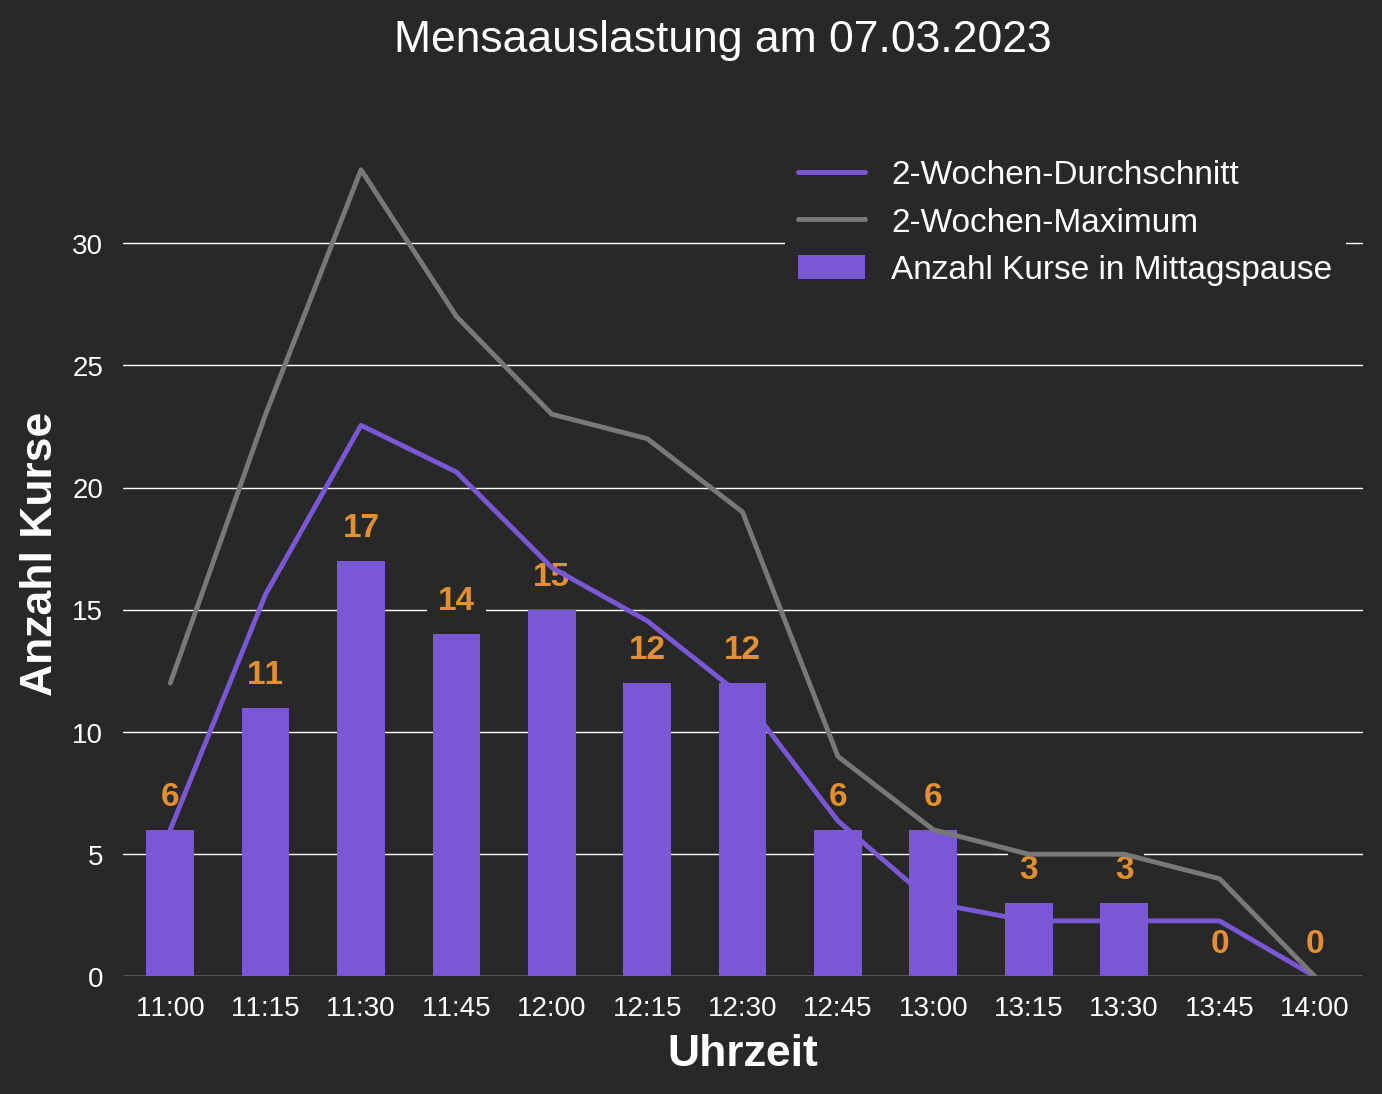 Mensaauslastung am 07.03.2023
2-Wochen-Durchschnitt
2-Wochen-Maximum
Anzahl Kurse in Mittagspause
Anzahl Kurse
30
25
20
15
10
5
0
6
11
17
14
15
12
12
6
6
3
3
0
0
11:00 11:15 11:30 11:45 12:00 12:15 12:30 12:45 13:00 13:15 13:30 13:45 14:00
Uhrzeit